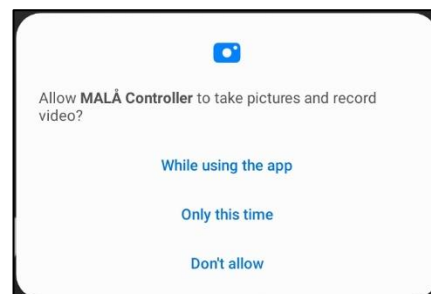 Allow MALÅ Controller to take pictures and record
video?
While using the app
Only this time
Don't allow